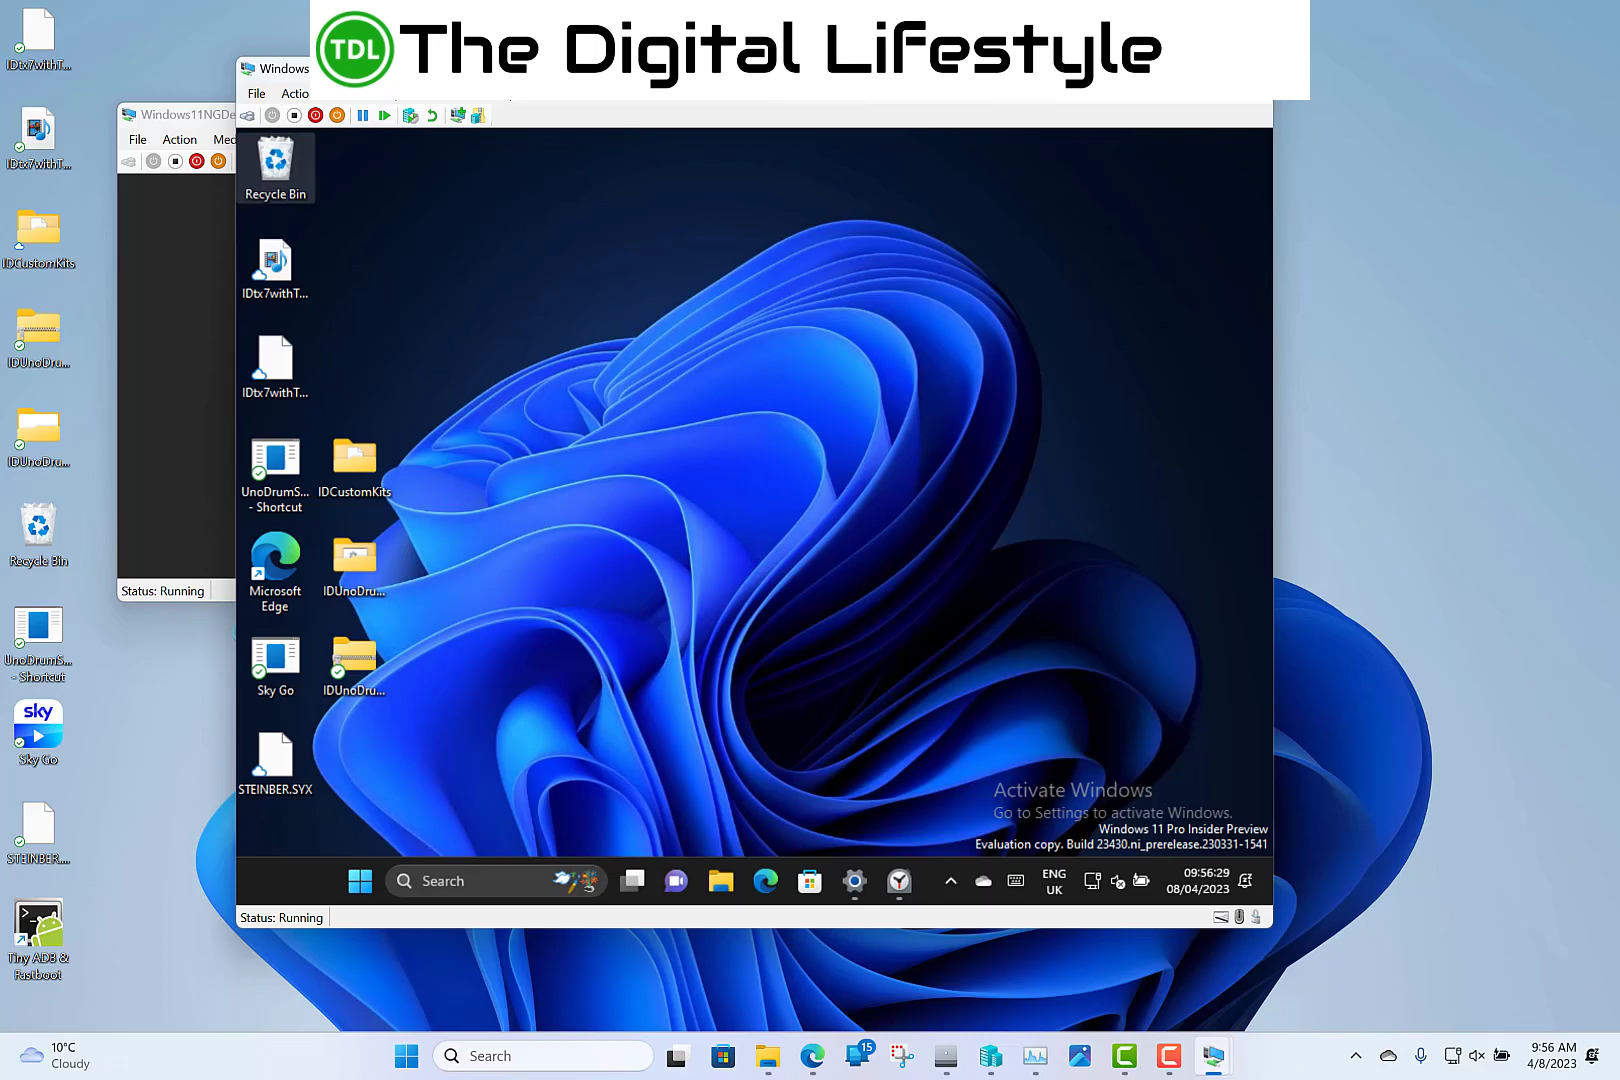 TDL The Digital Lifestyle
IDtx7withT...
IDtx7withT...
IDCustomKits
IDUnoDru...
IDUnoDru...
Recycle Bin
UnoDrumS...
- Shortcut
sky
Sky Go
STEINBER....
Tiny ADB &
Fastboot
Windows11NGDe
File Action Med
Status: Running
Windows
File Actio
Recycle Bin
IDtx7withT...
IDtx7withT...
UnoDrumS...
- Shortcut
IDCustomKits
Microsoft
Edge
IDUnoDru...
Sky Go
IDUnoDru...
STEINBER.SYX
Activate Windows
Go to Settings to activate Windows.
Windows 11 Pro Insider Preview
Evaluation copy. Build 23430.ni_prerelease.230331-1541
Search
ENG
UK
09:56:29
08/04/2023
Status: Running
10°C
Cloudy
Search
15
9:56 AM
4/8/2023